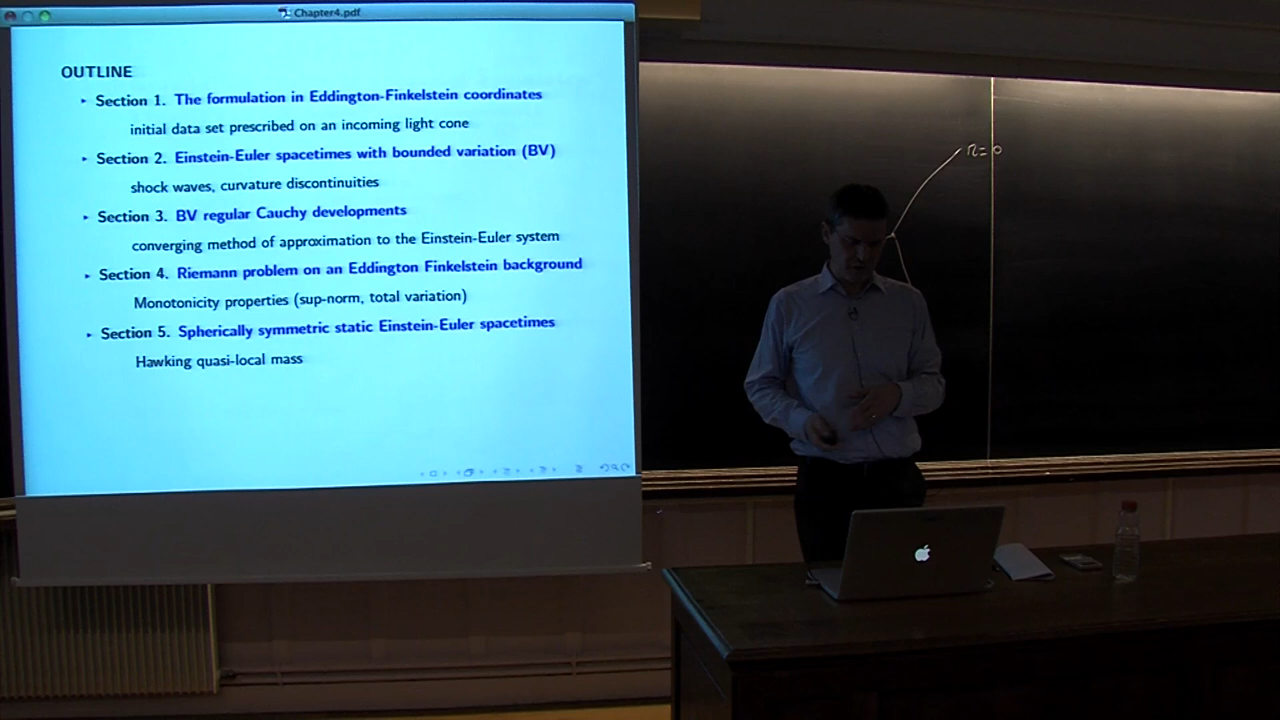 Chapter4.pdf
OUTLINE
Section 1. The formulation in Eddington-Finkelstein coordinates
initial data set prescribed on an incoming light cone
Section 2. Einstein-Euler spacetimes with bounded variation (BV)
shock waves, curvature discontinuities
Section 3. BV regular Cauchy developments
converging method of approximation to the Einstein-Euler system
Section 4. Riemann problem on an Eddington Finkelstein background
Monotonicity properties (sup-norm, total variation)
Section 5. Spherically symmetric static Einstein-Euler spacetimes
Hawking quasi-local mass
r=0